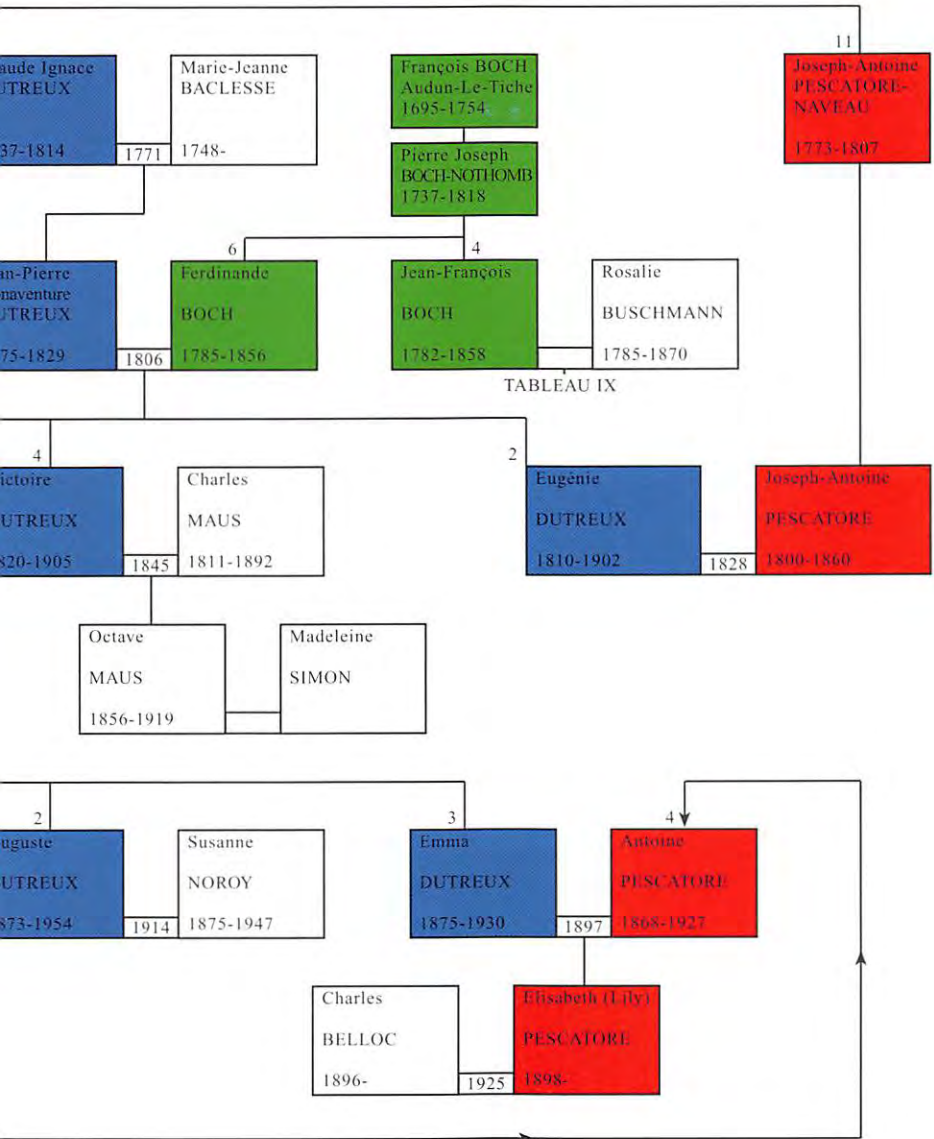 11
aude Ignace
UTREUX
37-1814
1771
Marie-Jeanne
BACLESSE
1748-
François BOCH
Audun-Le-Tiche
1695-1754
Joseph-Antoine
PESCATORE-
NAVEAU
1773-1807
Pierre Joseph
BOCH-NOTHOMB
1737-1818
6
4
an-Pierre
naventure
UTREUX
75-1829
1806
Ferdinande
BOCH
1785-1856
Jean-François
BOCH
1782-1858
Rosalie
BUSCHMANN
1785-1870
TABLEAU IX
4
2
ictoire
UTREUX
820-1905
1845
Charles
MAUS
1811-1892
Eugénie
DUTREUX
1810-1902
1828
Joseph-Antoine
PESCATORE
1800-1860
Octave
MAUS
1856-1919
Madeleine
SIMON
2
3
4
uguste
UTREUX
873-1954
1914
Susanne
NOROY
1875-1947
Emma
DUTREUX
1875-1930
1897
Antoine
PESCATORE
1868-1927
Charles
BELLOC
1896-
1925
Elisabeth (Lily)
PESCATORE
1898-